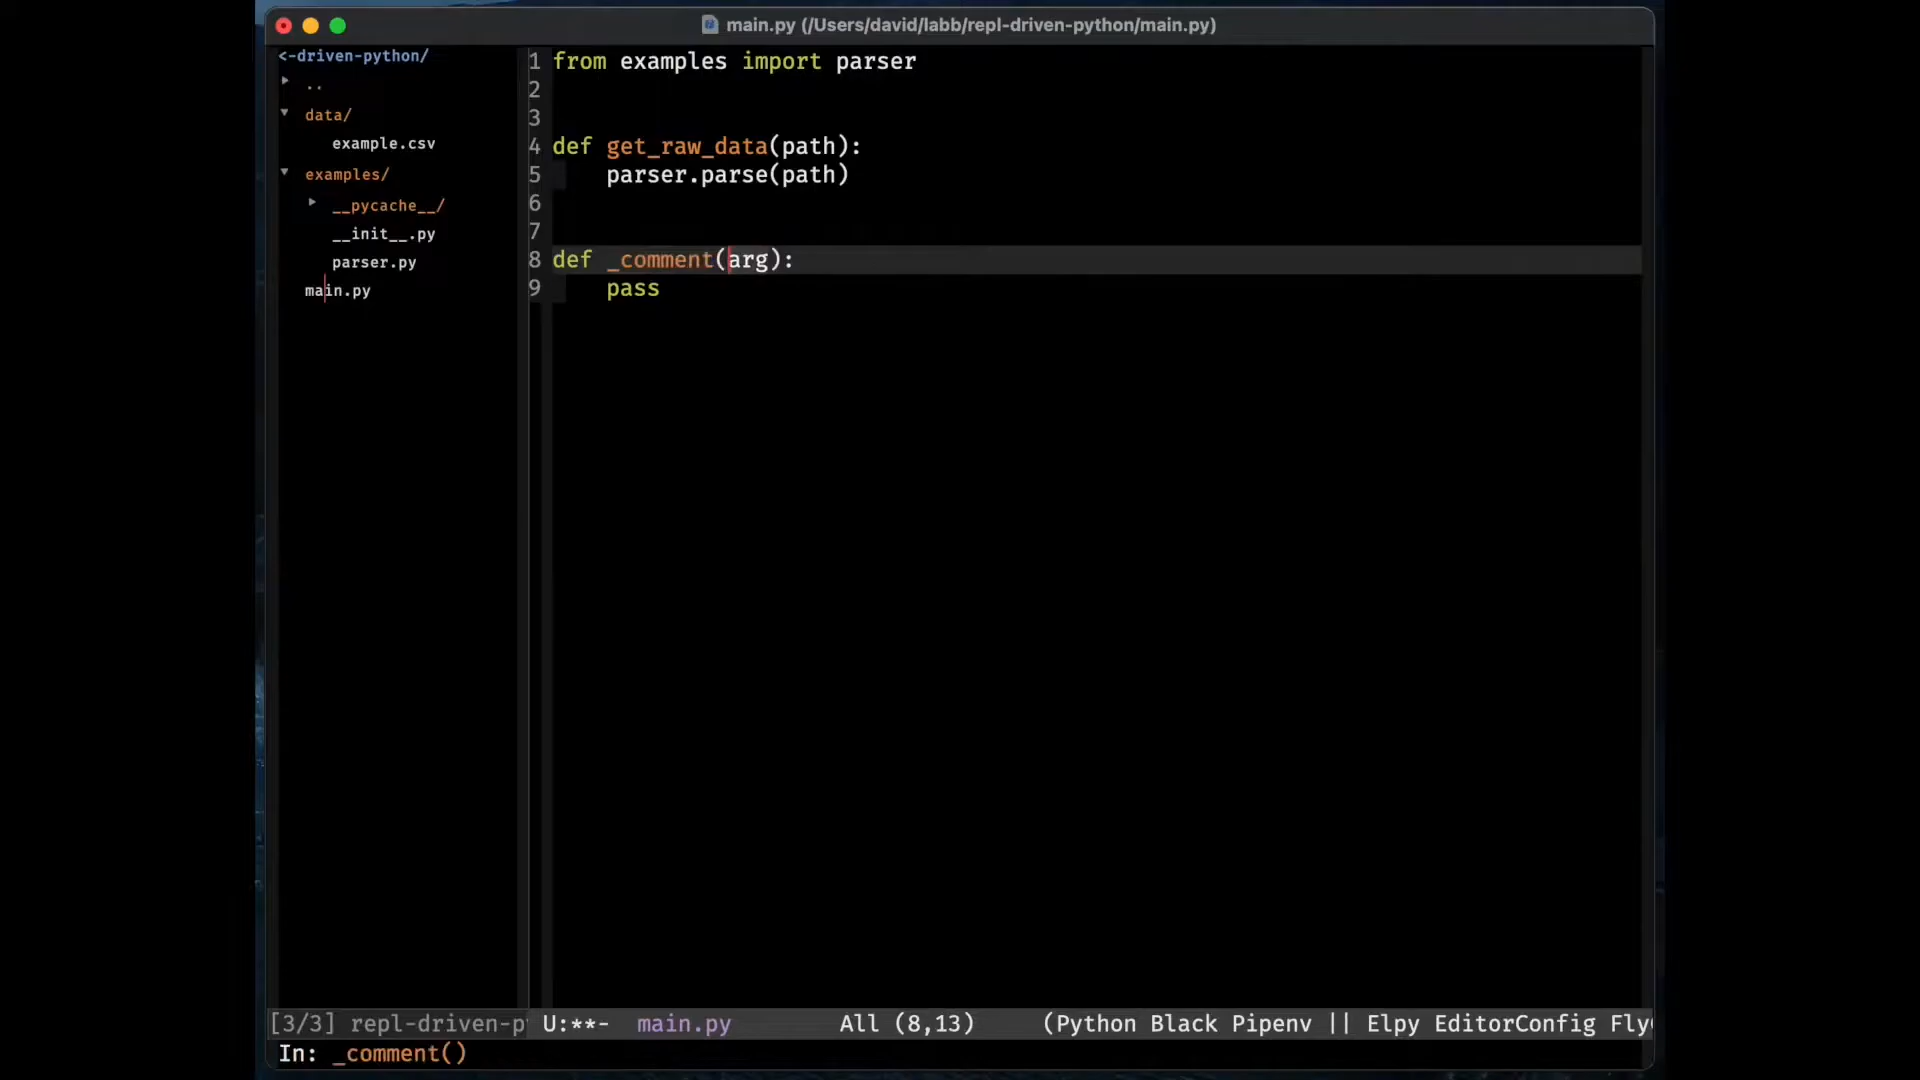 main.py (/Users/david/labb/repl-driven-python/main.py)
<-driven-python/
..
data/
example.csv
examples/
__pycache__/
__init__.py
parser.py
main.py
1 from examples import parser
2
3
4 def get_raw_data(path):
5     parser.parse(path)
6
7
8 def _comment(arg):
9     pass
[3/3] repl-driven-p
U:**-  main.py        All (8,13)     (Python Black Pipenv || Elpy EditorConfig Fly
In: _comment()